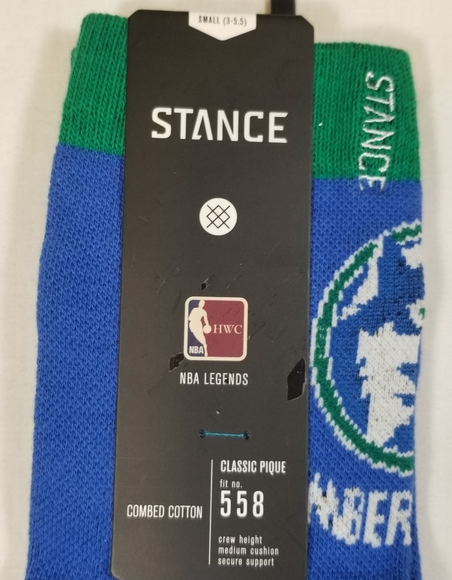 SMALL (3-5.5)
STANCE
STANCE
HWC
NBA
NBA LEGENDS
CLASSIC PIQUE
fit no.
558
COMBED COTTON
crew height
medium cushion
secure support
MBER